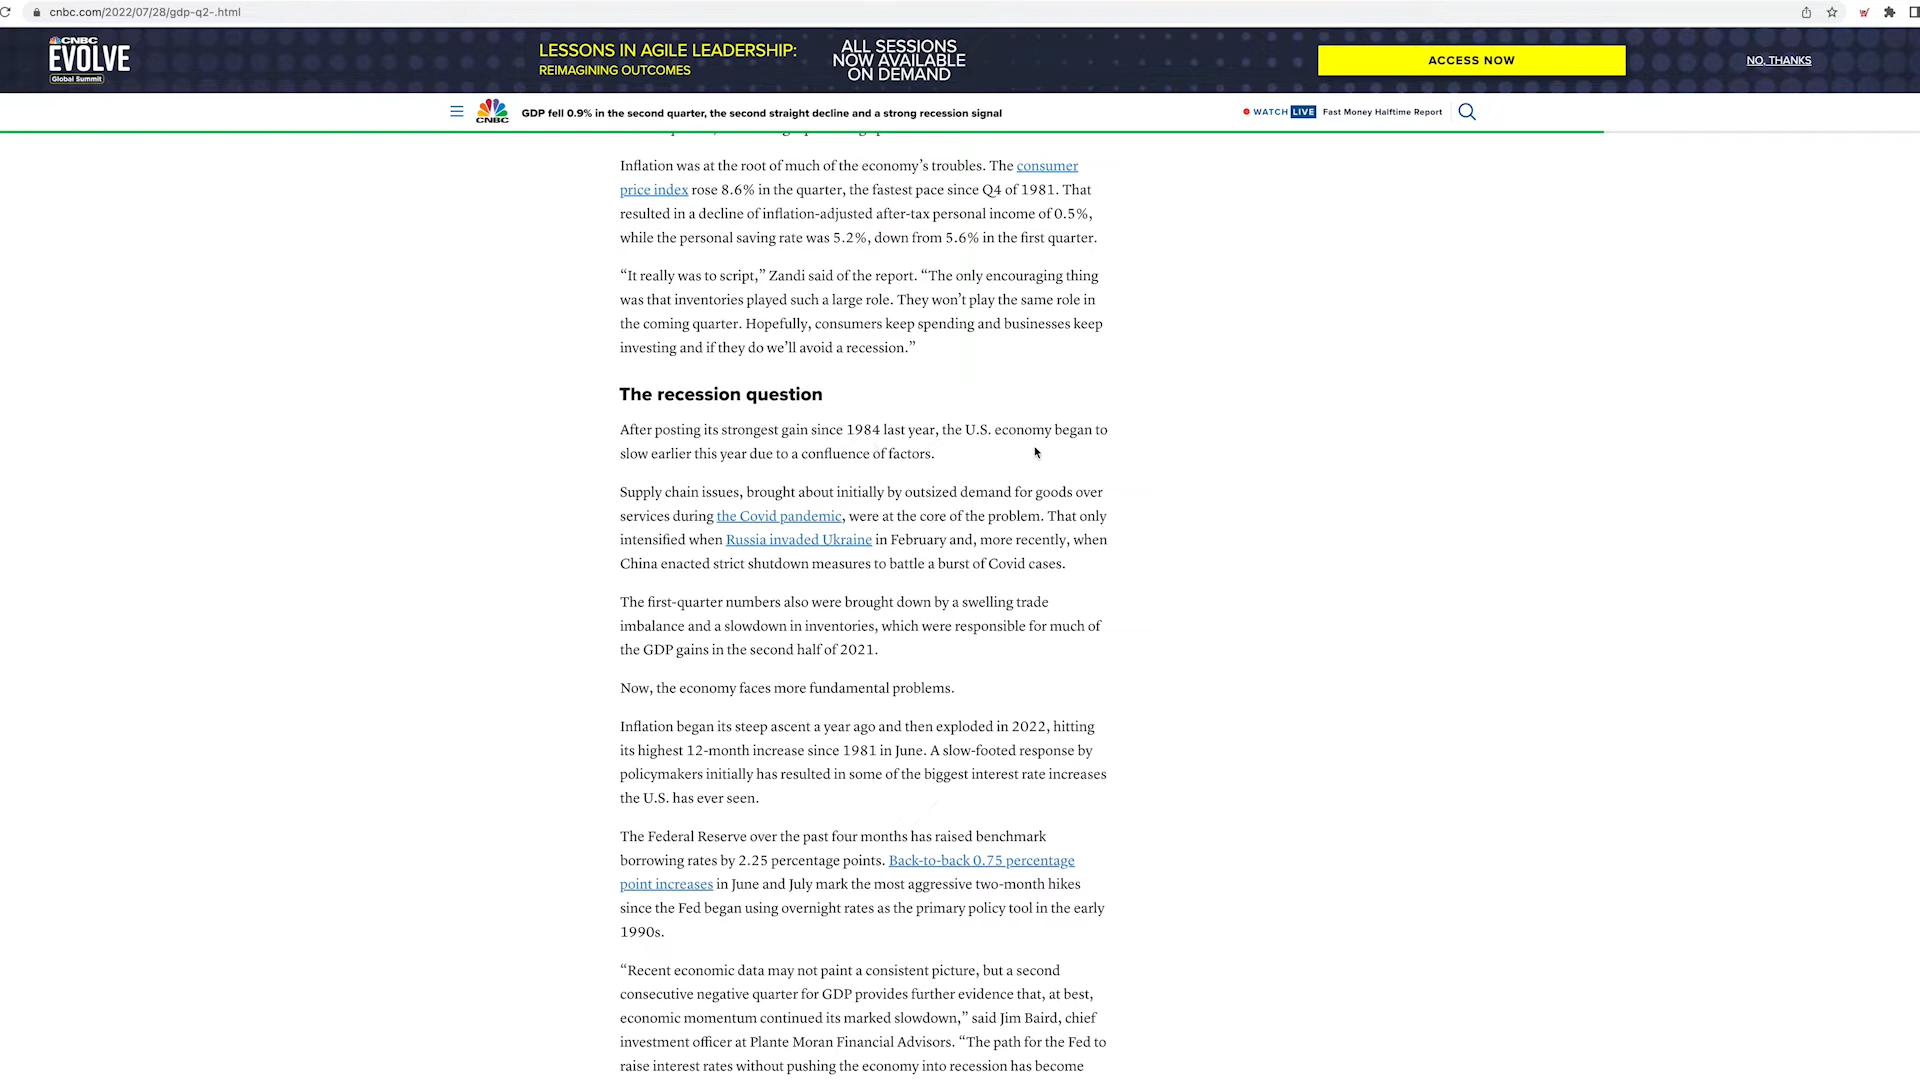 cnbc.com/2022/07/28/gdp-q2-.html
CNBC
EVOLVE
Global Summit
LESSONS IN AGILE LEADERSHIP:
REIMAGINING OUTCOMES
ALL SESSIONS
NOW AVAILABLE
ON DEMAND
ACCESS NOW
NO, THANKS
CNBC
GDP fell 0.9% in the second quarter, the second straight decline and a strong recession signal
WATCH LIVE Fast Money Halftime Report
Inflation was at the root of much of the economy’s troubles. The consumer
price index rose 8.6% in the quarter, the fastest pace since Q4 of 1981. That
resulted in a decline of inflation-adjusted after-tax personal income of 0.5%,
while the personal saving rate was 5.2%, down from 5.6% in the first quarter.
“It really was to script,” Zandi said of the report. “The only encouraging thing
was that inventories played such a large role. They won’t play the same role in
the coming quarter. Hopefully, consumers keep spending and businesses keep
investing and if they do we’ll avoid a recession.”
The recession question
After posting its strongest gain since 1984 last year, the U.S. economy began to
slow earlier this year due to a confluence of factors.
Supply chain issues, brought about initially by outsized demand for goods over
services during the Covid pandemic, were at the core of the problem. That only
intensified when Russia invaded Ukraine in February and, more recently, when
China enacted strict shutdown measures to battle a burst of Covid cases.
The first-quarter numbers also were brought down by a swelling trade
imbalance and a slowdown in inventories, which were responsible for much of
the GDP gains in the second half of 2021.
Now, the economy faces more fundamental problems.
Inflation began its steep ascent a year ago and then exploded in 2022, hitting
its highest 12-month increase since 1981 in June. A slow-footed response by
policymakers initially has resulted in some of the biggest interest rate increases
the U.S. has ever seen.
The Federal Reserve over the past four months has raised benchmark
borrowing rates by 2.25 percentage points. Back-to-back 0.75 percentage
point increases in June and July mark the most aggressive two-month hikes
since the Fed began using overnight rates as the primary policy tool in the early
1990s.
“Recent economic data may not paint a consistent picture, but a second
consecutive negative quarter for GDP provides further evidence that, at best,
economic momentum continued its marked slowdown,” said Jim Baird, chief
investment officer at Plante Moran Financial Advisors. “The path for the Fed to
raise interest rates without pushing the economy into recession has become